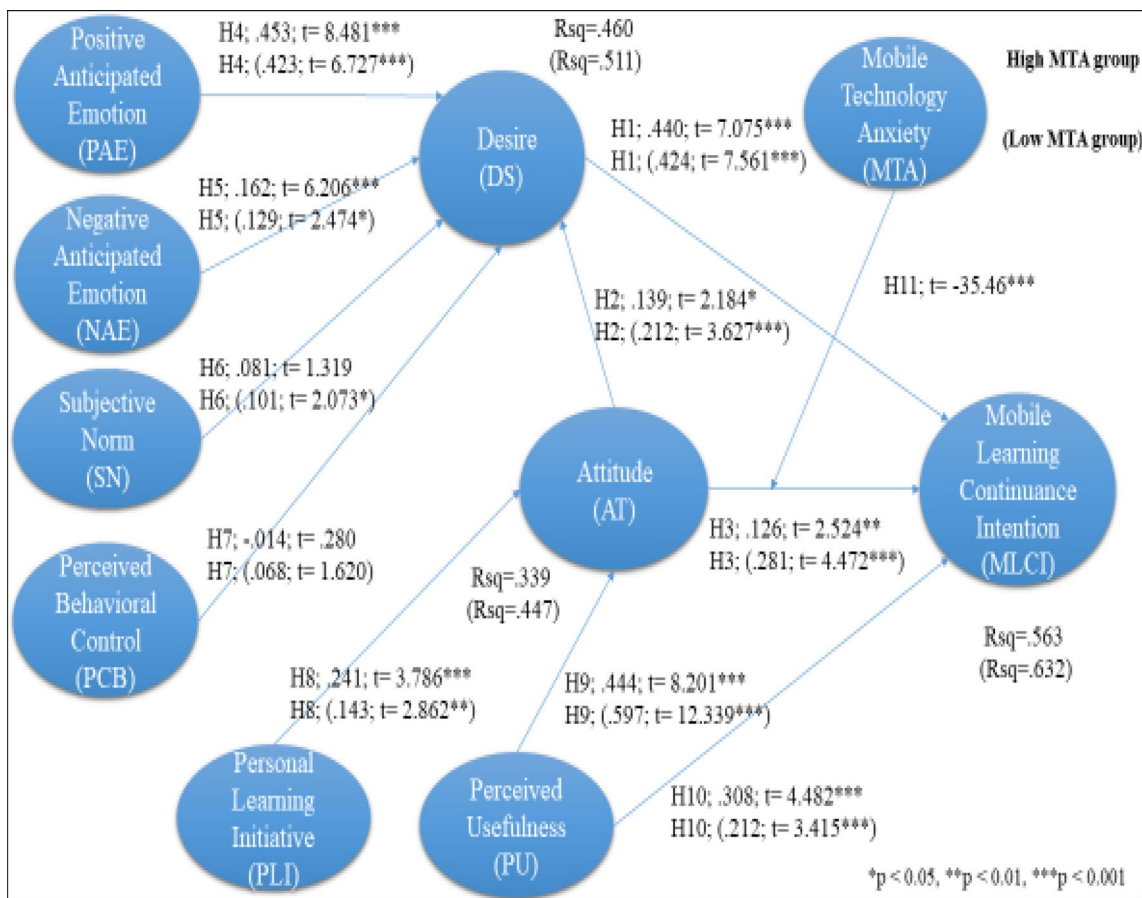 Positive
Anticipated
Emotion
(PAE)
H4; .453; t= 8.481***
H4; (.423; t= 6.727***)
Rsq=.460
(Rsq=.511)
Desire
(DS)
Mobile
Technology
Anxiety
(MTA)
High MTA group
(Low MTA group)
H1; .440; t= 7.075***
H1; (.424; t= 7.561***)
Negative
Anticipated
Emotion
(NAE)
H5; .162; t= 6.206***
H5; (.129; t= 2.474*)
H11; t= -35.46***
H2; .139; t= 2.184*
H2; (.212; t= 3.627***)
Subjective
Norm
(SN)
H6; .081; t= 1.319
H6; (.101; t= 2.073*)
Attitude
(AT)
Mobile
Learning
Continuance
Intention
(MLCI)
H3; .126; t= 2.524**
H3; (.281; t= 4.472***)
Perceived
Behavioral
Control
(PCB)
H7; -.014; t= .280
H7; (.068; t= 1.620)
Rsq=.339
(Rsq=.447)
Rsq=.563
(Rsq=.632)
H8; .241; t= 3.786***
H8; (.143; t= 2.862**)
H9; .444; t= 8.201***
H9; (.597; t= 12.339***)
Personal
Learning
Initiative
(PLI)
Perceived
Usefulness
(PU)
H10; .308; t= 4.482***
H10; (.212; t= 3.415***)
*p < 0.05, **p < 0.01, ***p < 0.001